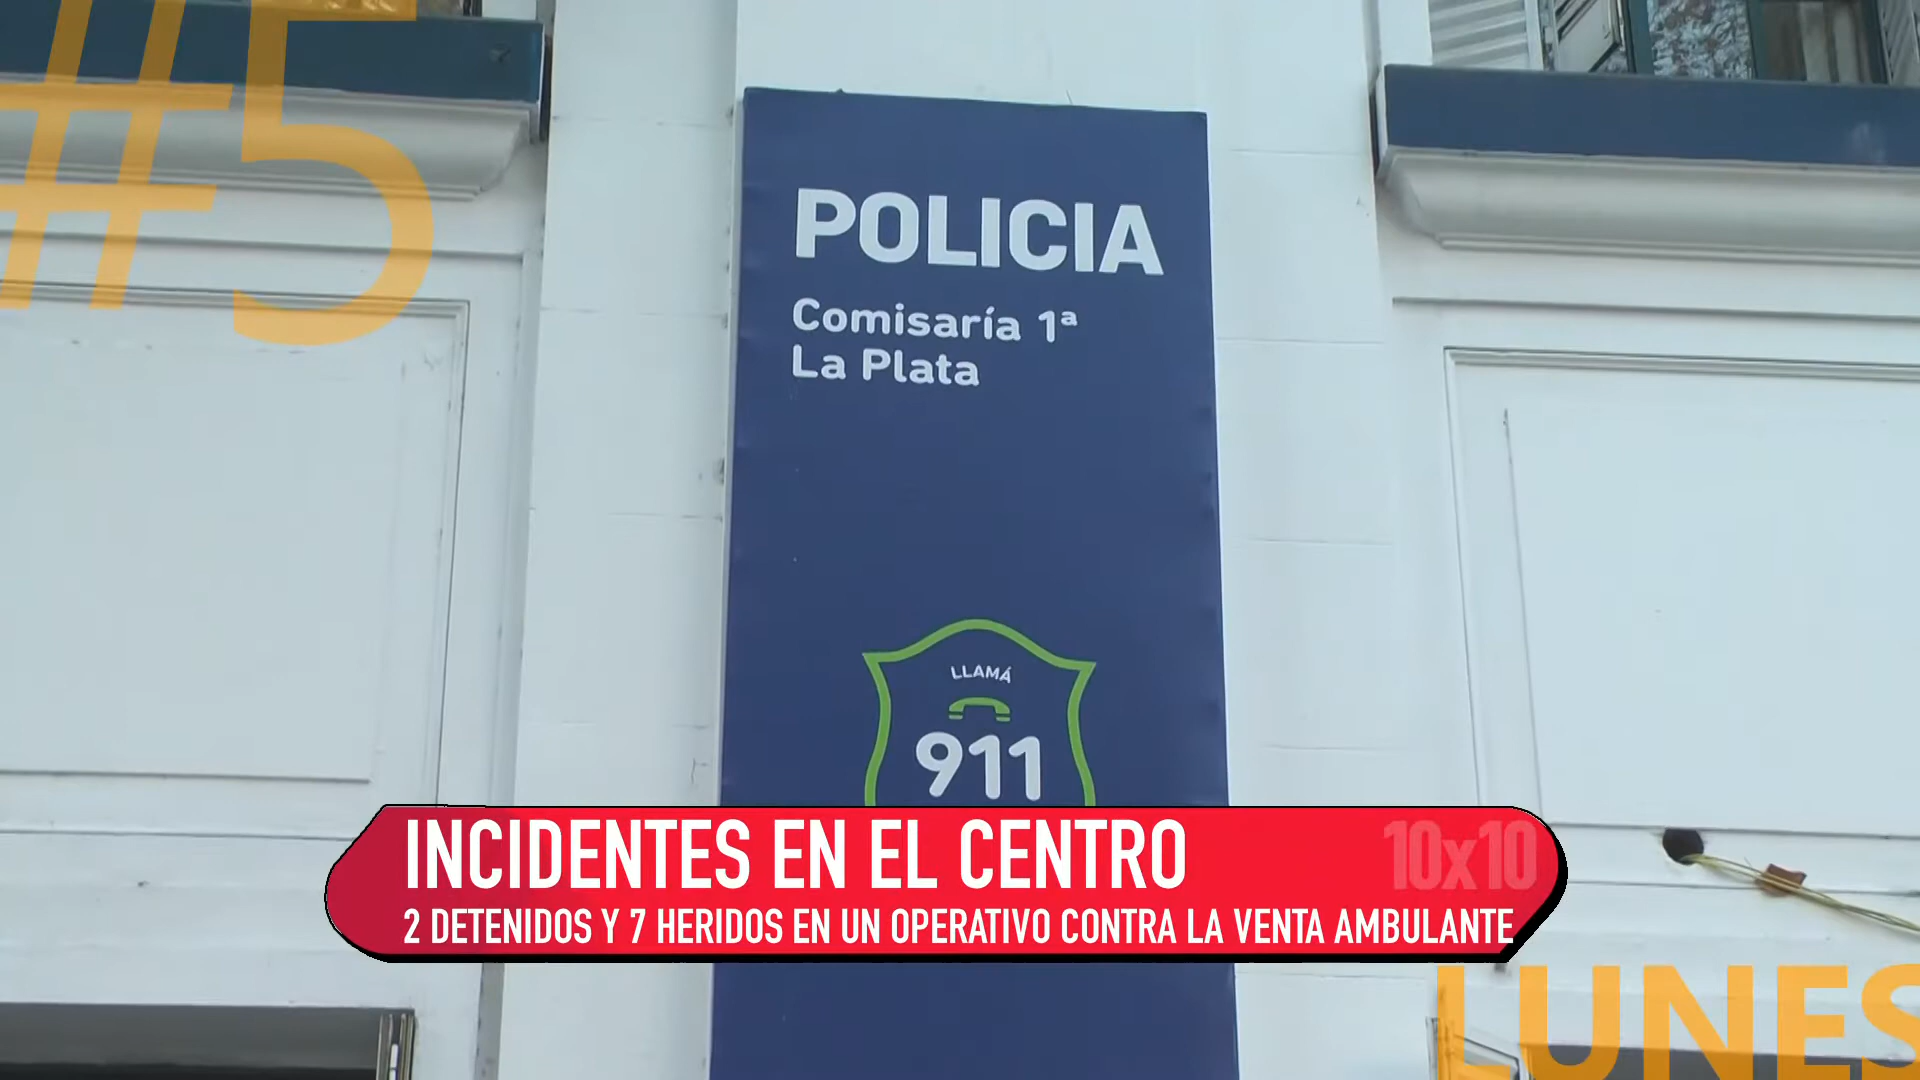 #5
POLICIA
Comisaría 1ª
La Plata
LLAMÁ
911
INCIDENTES EN EL CENTRO
10x10
2 DETENIDOS Y 7 HERIDOS EN UN OPERATIVO CONTRA LA VENTA AMBULANTE
LUNES